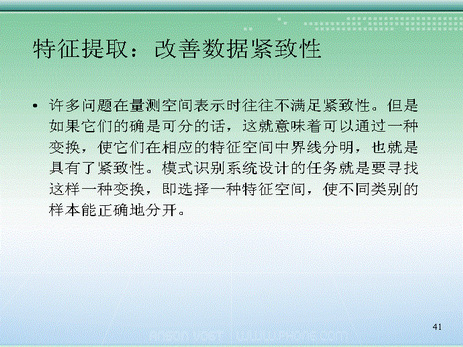 特征提取：改善数据紧致性
• 许多问题在量测空间表示时往往不满足紧致性。但是
如果它们的确是可分的话，这就意味着可以通过一种
变换，使它们在相应的特征空间中界线分明，也就是
具有了紧致性。模式识别系统设计的任务就是要寻找
这样一种变换，即选择一种特征空间，使不同类别的
样本能正确地分开。
41